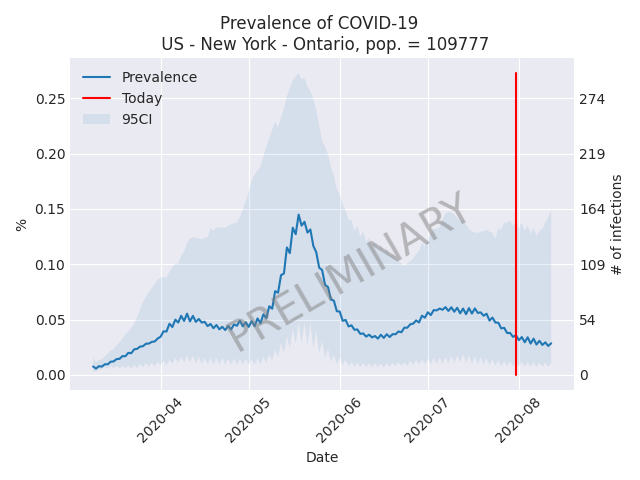 Prevalence of COVID-19
US - New York - Ontario, pop. = 109777
Prevalence
Today
95CI
0.25
0.20
0.15
0.10
0.05
0.00
%
274
219
164
109
54
0
# of infections
PRELIMINARY
2020-04
2020-05
2020-06
2020-07
2020-08
Date